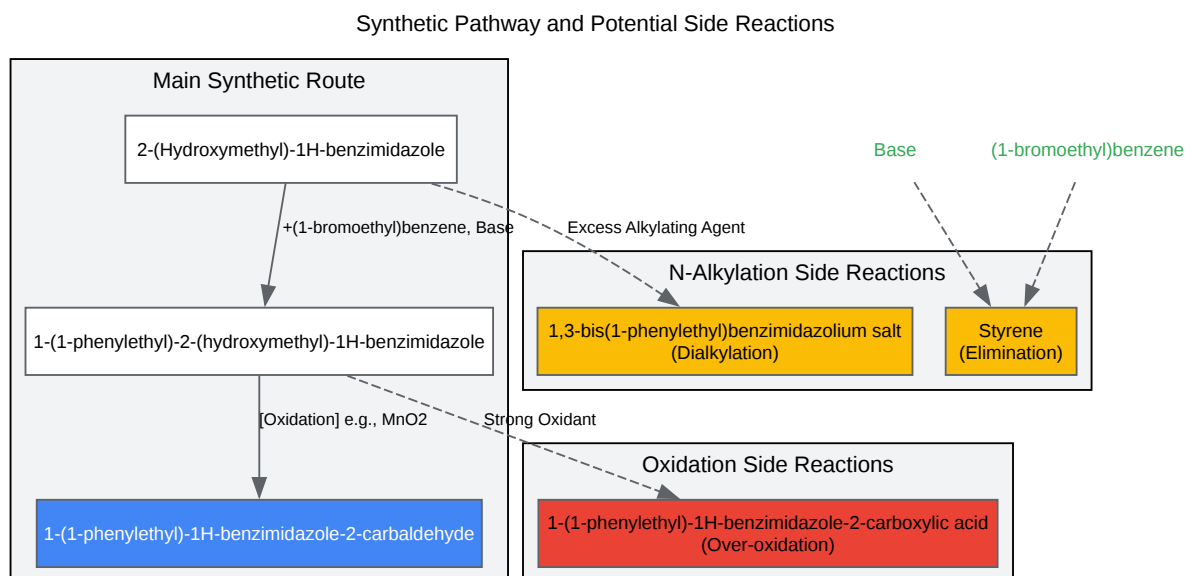 Synthetic Pathway and Potential Side Reactions
Main Synthetic Route
2-(Hydroxymethyl)-1H-benzimidazole
Base
(1-bromoethyl)benzene
+(1-bromoethyl)benzene, Base
Excess Alkylating Agent
N-Alkylation Side Reactions
1-(1-phenylethyl)-2-(hydroxymethyl)-1H-benzimidazole
1,3-bis(1-phenylethyl)benzimidazolium salt
(Dialkylation)
Styrene
(Elimination)
[Oxidation] e.g., MnO2
Strong Oxidant
Oxidation Side Reactions
1-(1-phenylethyl)-1H-benzimidazole-2-carbaldehyde
1-(1-phenylethyl)-1H-benzimidazole-2-carboxylic acid
(Over-oxidation)